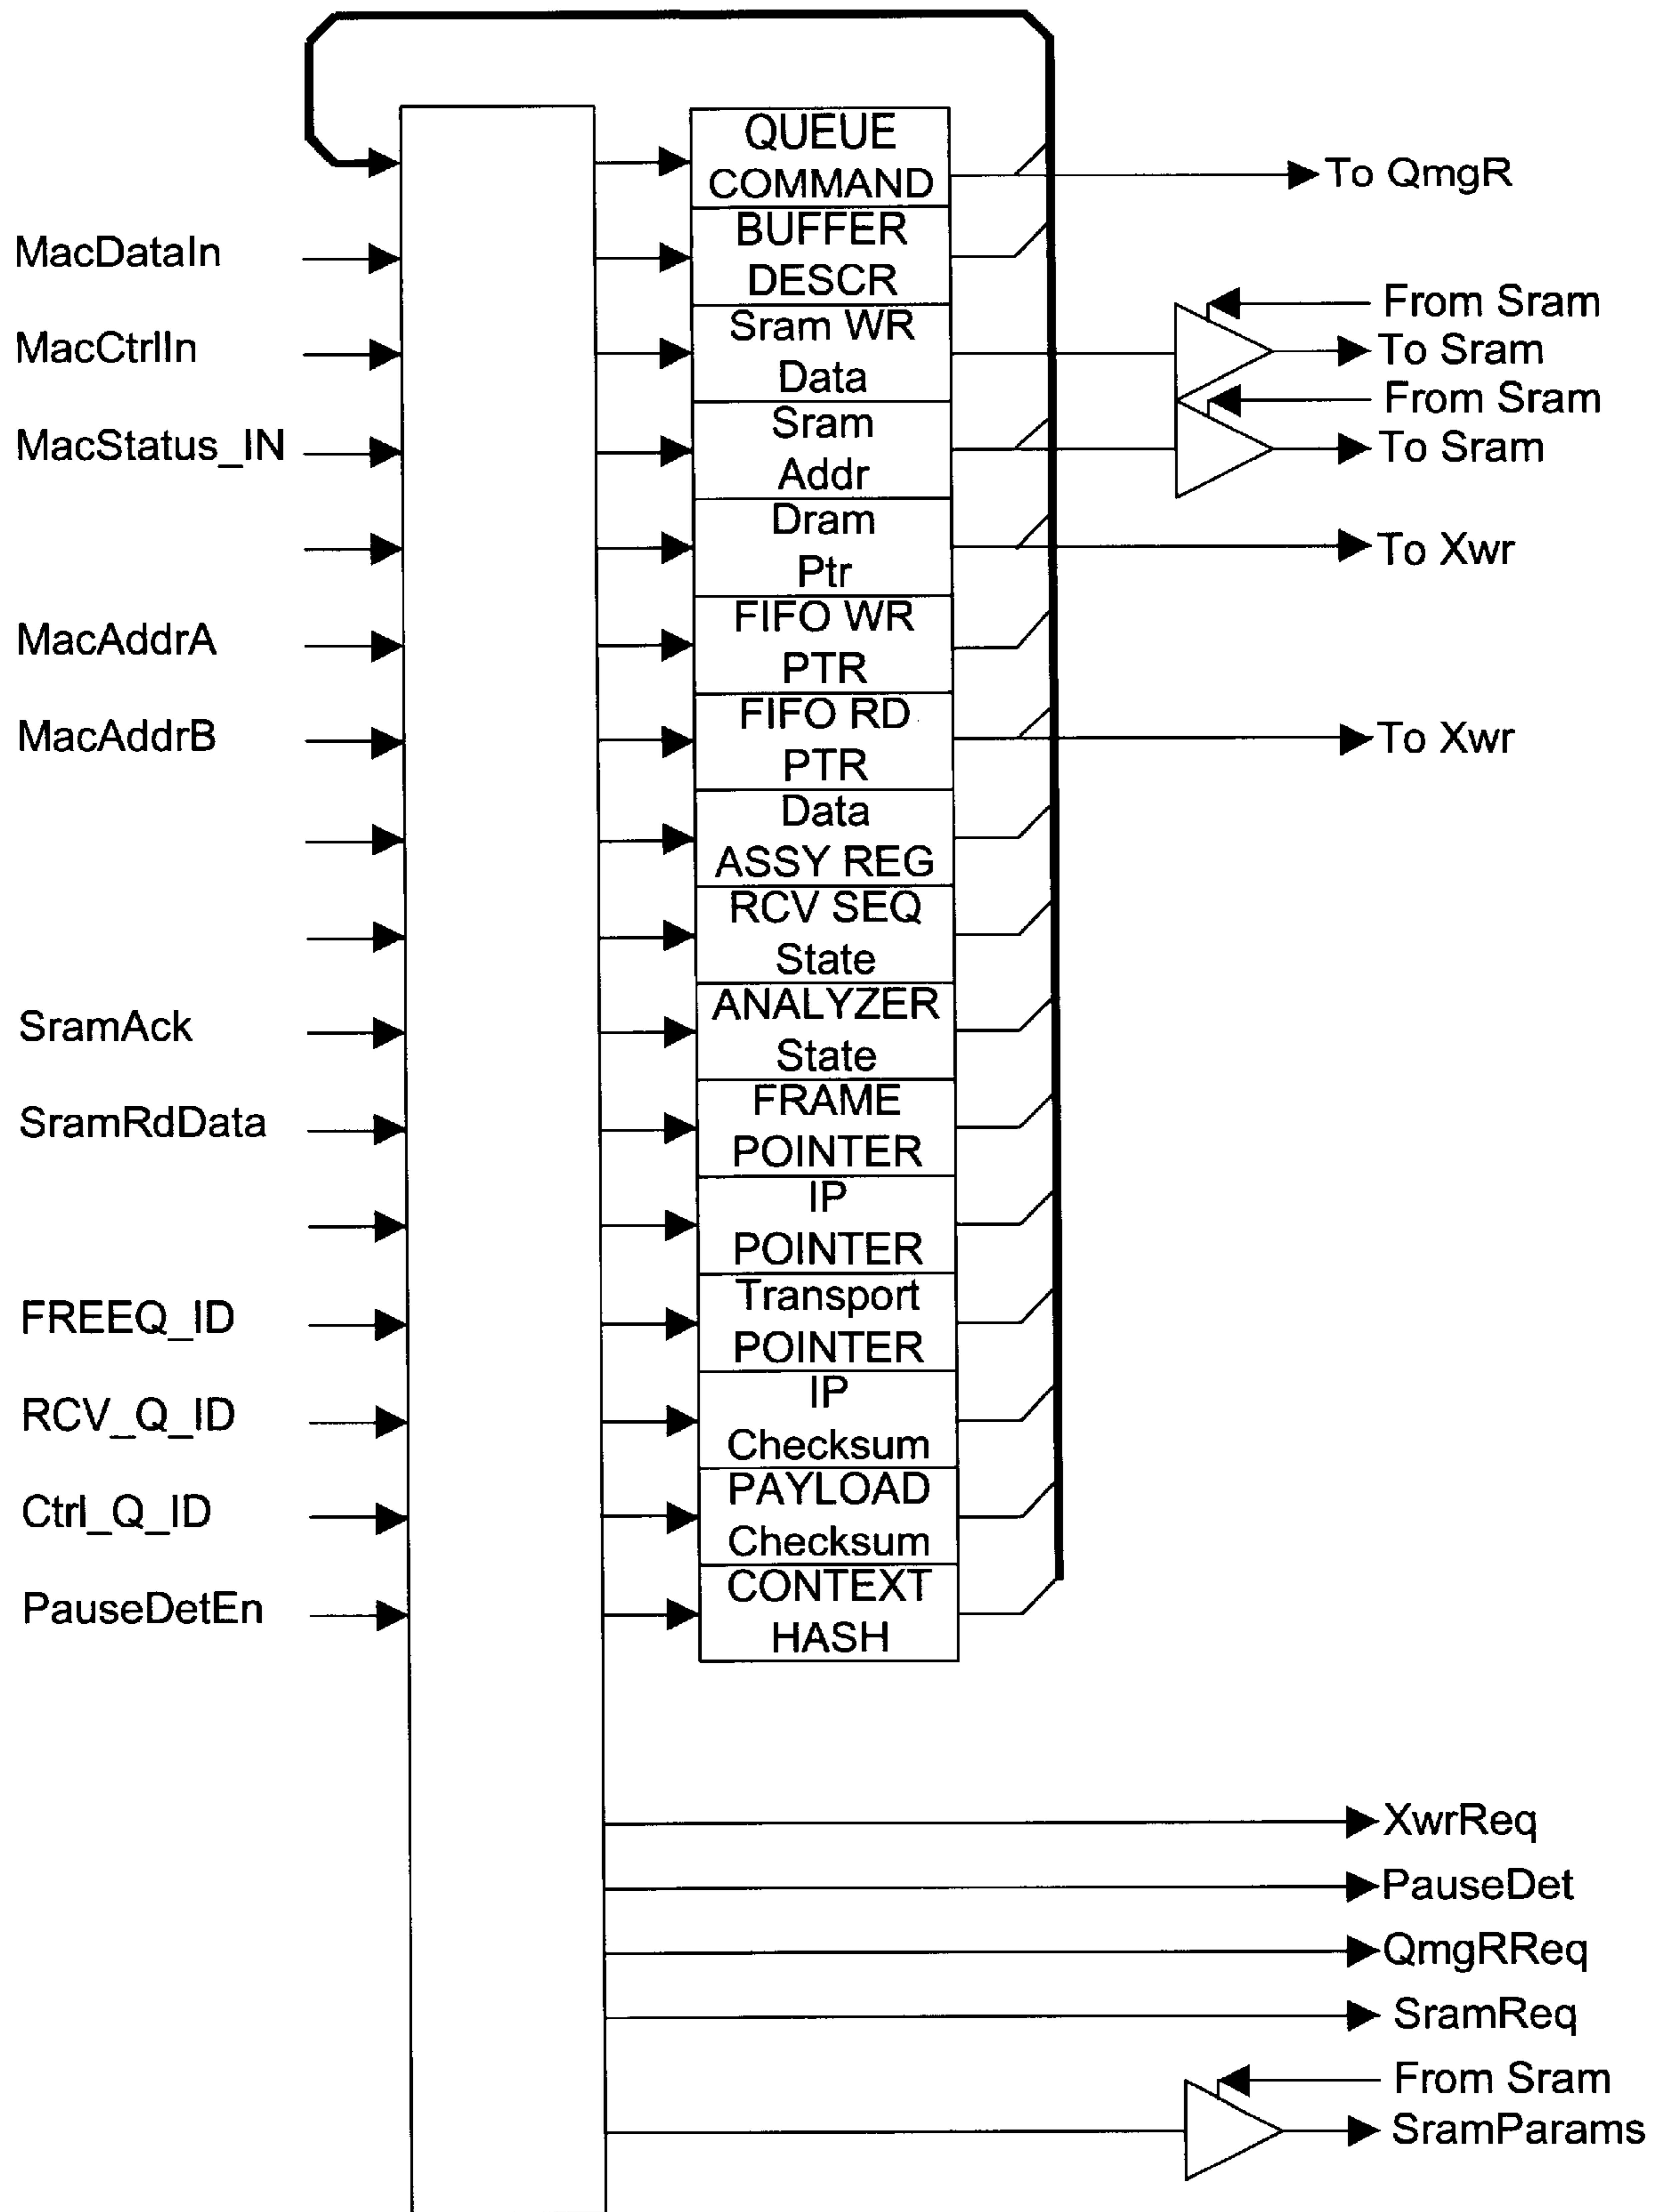 MacDataIn
MacCtrlIn
MacStatus_IN
MacAddrA
MacAddrB
SramAck
SramRdData
FREEQ_ID
RCV_Q_ID
Ctrl_Q_ID
PauseDetEn
QUEUE
COMMAND
BUFFER
DESCR
Sram WR
Data
Sram
Addr
Dram
Ptr
FIFO WR
PTR
FIFO RD
PTR
Data
ASSY REG
RCV SEQ
State
ANALYZER
State
FRAME
POINTER
IP
POINTER
Transport
POINTER
IP
Checksum
PAYLOAD
Checksum
CONTEXT
HASH
To QmgR
From Sram
To Sram
From Sram
To Sram
To Xwr
To Xwr
XwrReq
PauseDet
QmgRReq
SramReq
From Sram
SramParams